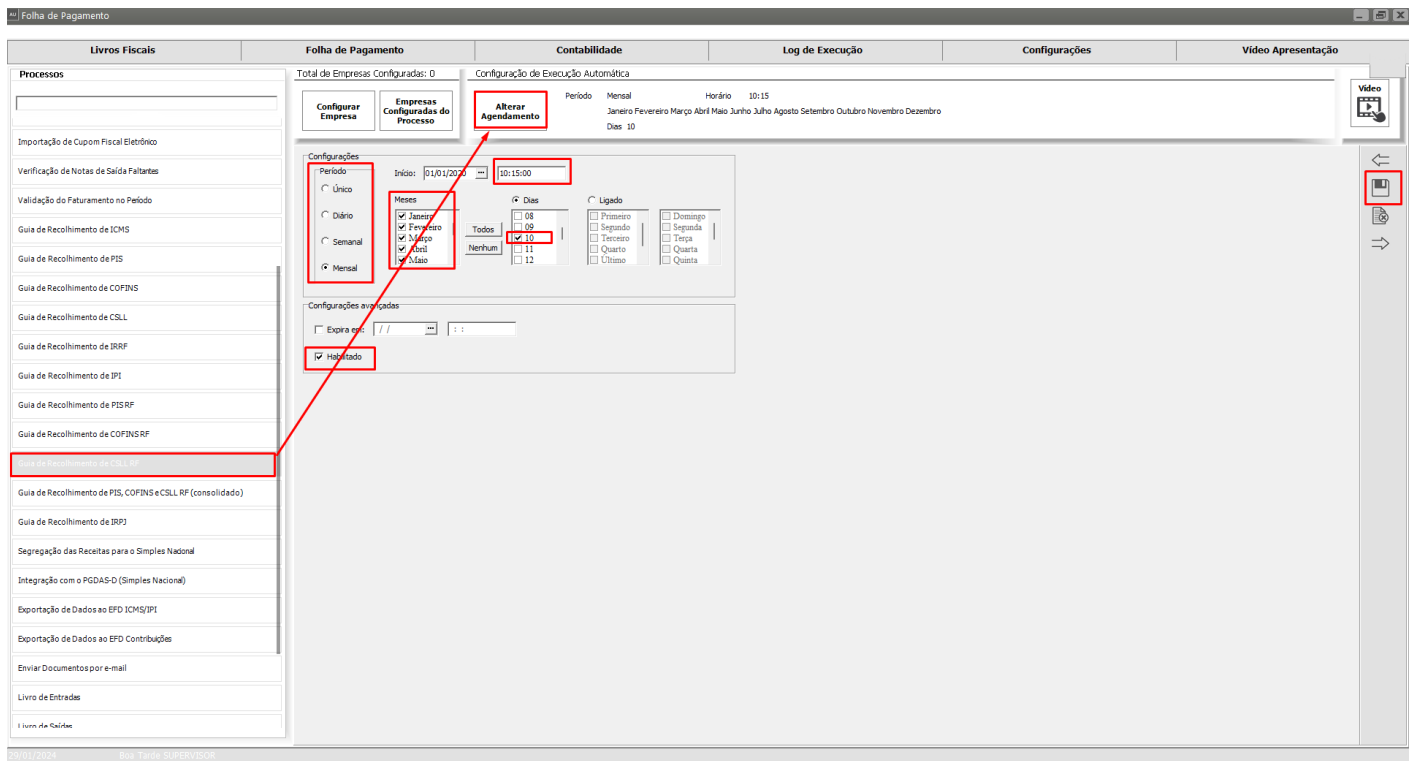 AU Folha de Pagamento
Livros Fiscais
Folha de Pagamento
Contabilidade
Log de Execução
Configurações
Vídeo Apresentação
Processos
Importação de Cupom Fiscal Eletrônico
Verificação de Notas de Saída Faltantes
Validação do Faturamento no Período
Guia de Recolhimento de ICMS
Guia de Recolhimento de PIS
Guia de Recolhimento de COFINS
Guia de Recolhimento de CSLL
Guia de Recolhimento de IRRF
Guia de Recolhimento de IPI
Guia de Recolhimento de PIS RF
Guia de Recolhimento de COFINS RF
Guia de Recolhimento de CSLL RF
Guia de Recolhimento de PIS, COFINS e CSLL RF (consolidado)
Guia de Recolhimento de IRPJ
Segregação das Receitas para o Simples Nacional
Integração com o PGDAS-D (Simples Nacional)
Exportação de Dados ao EFD ICMS/IPI
Exportação de Dados ao EFD Contribuições
Enviar Documentos por e-mail
Livro de Entradas
Livro de Saídas
Total de Empresas Configuradas: 0
Configurar
Empresa
Empresas
Configuradas do
Processo
Configuração de Execução Automática
Alterar
Agendamento
Período Mensal Horário 10:15
Janeiro Fevereiro Março Abril Maio Junho Julho Agosto Setembro Outubro Novembro Dezembro
Dias 10
Vídeo
Configurações
Período
Único
Diário
Semanal
Mensal
Início: 01/01/2020 ... 10:15:00
Meses
Janeiro
Fevereiro
Março
Abril
Maio
Todos
Nenhum
Dias
08
09
10
11
12
Ligado
Primeiro
Segundo
Terceiro
Quarto
Último
Domingo
Segunda
Terça
Quarta
Quinta
Configurações avançadas
Expira em: / / ... : :
Habilitado
29/01/2024 Boa Tarde SUPERVISOR